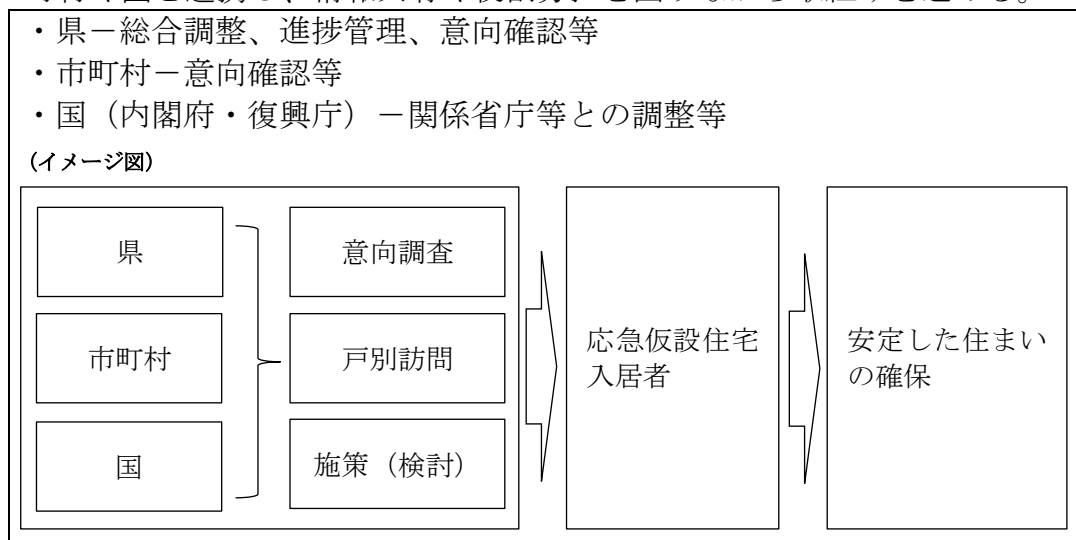 ・県－総合調整、進捗管理、意向確認等
・市町村－意向確認等
・国（内閣府・復興庁）－関係省庁等との調整等
（イメージ図）
県
意向調査
市町村
戸別訪問
国
施策（検討）
応急仮設住宅
入居者
安定した住まい
の確保